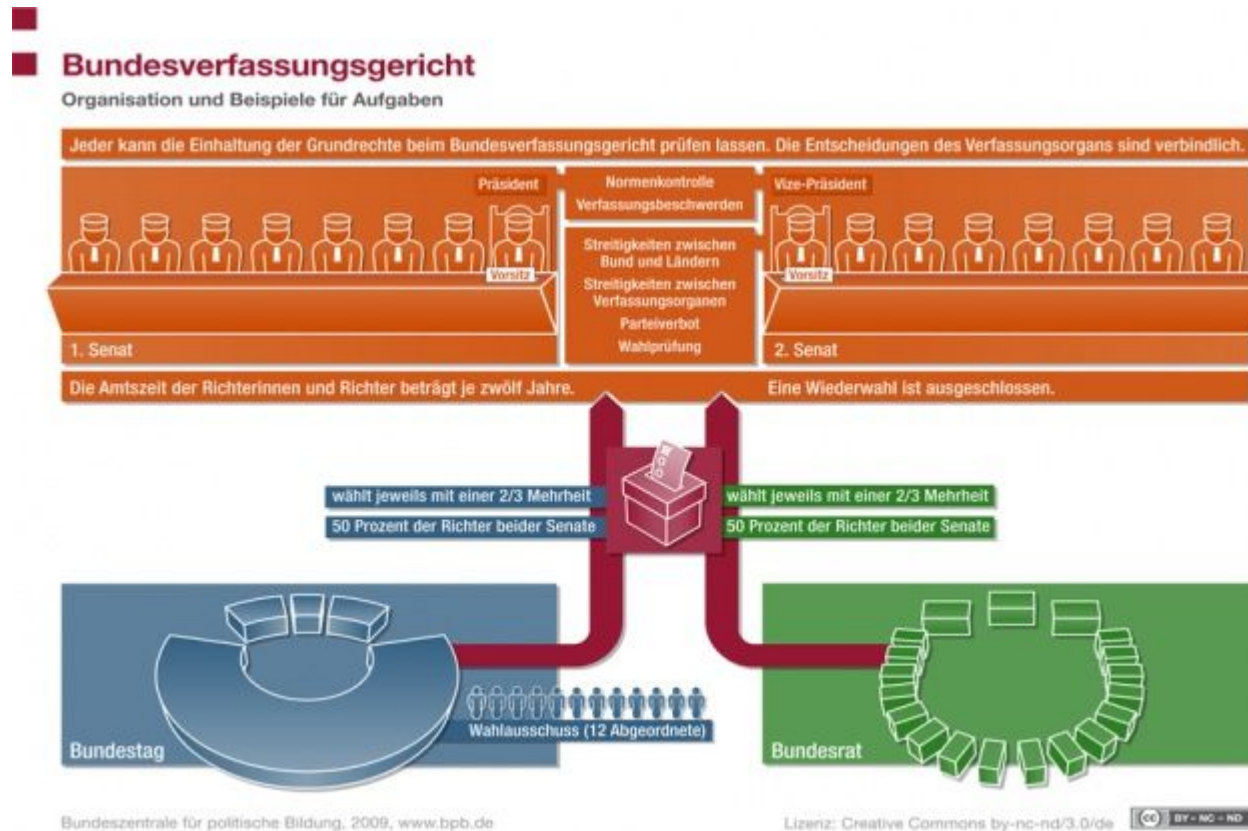 Bundesverfassungsgericht
Organisation und Beispiele für Aufgaben
Jeder kann die Einhaltung der Grundrechte beim Bundesverfassungsgericht prüfen lassen. Die Entscheidungen des Verfassungsorgans sind verbindlich.
Präsident
Vorsitz
1. Senat
Normenkontrolle
Verfassungsbeschwerden
Streitigkeiten zwischen
Bund und Ländern
Streitigkeiten zwischen
Verfassungsorganen
Parteiverbot
Wahlprüfung
Vize-Präsident
Vorsitz
2. Senat
Die Amtszeit der Richterinnen und Richter beträgt je zwölf Jahre.
Eine Wiederwahl ist ausgeschlossen.
wählt jeweils mit einer 2/3 Mehrheit
50 Prozent der Richter beider Senate
wählt jeweils mit einer 2/3 Mehrheit
50 Prozent der Richter beider Senate
Bundestag
Wahlausschuss (12 Abgeordnete)
Bundesrat
Bundeszentrale für politische Bildung, 2009, www.bpb.de
Lizenz: Creative Commons by-nc-nd/3.0/de
cc BY-NC-ND